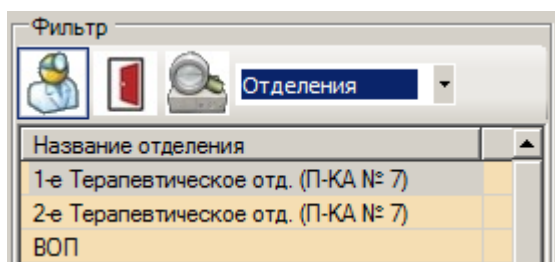 Фильтр
Отделения
Название отделения
1-е Терапевтическое отд. (П-КА № 7)
2-е Терапевтическое отд. (П-КА № 7)
ВОП